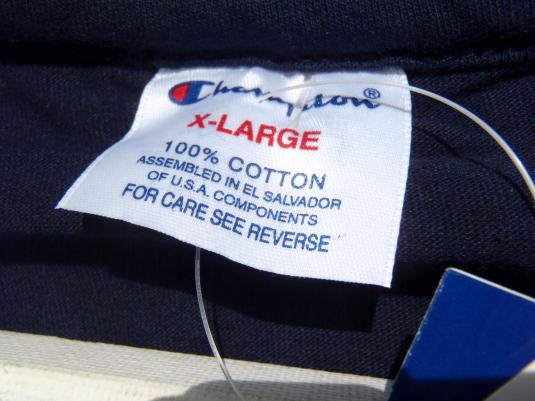 Champion®
X-LARGE
100% COTTON
ASSEMBLED IN EL SALVADOR
OF U.S.A. COMPONENTS
FOR CARE SEE REVERSE